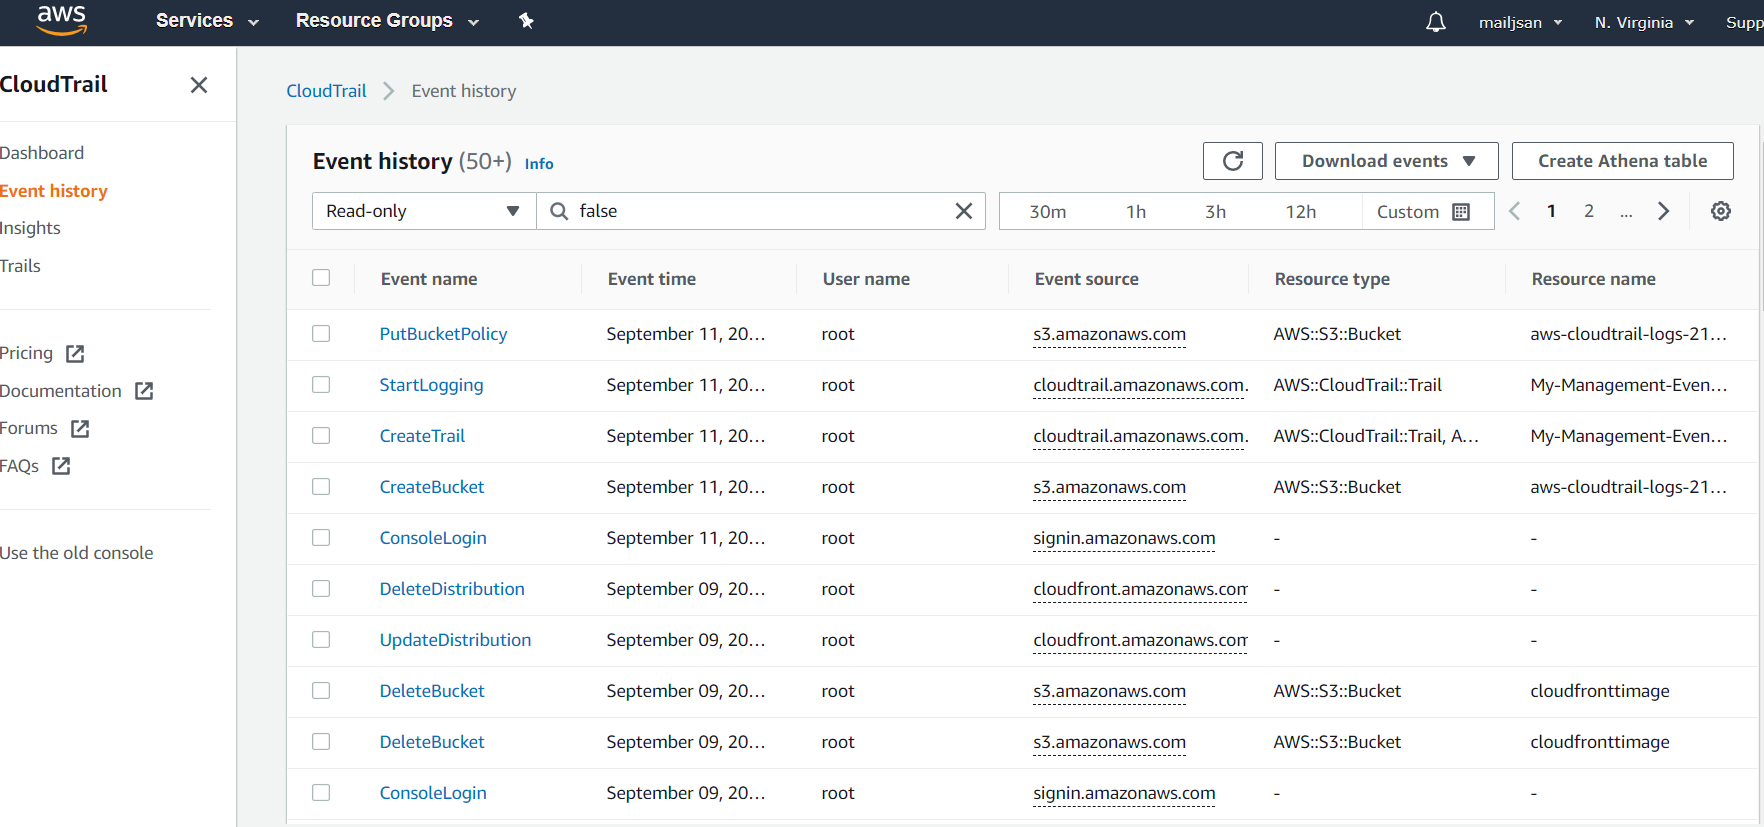 aws Services Resource Groups mailjsan N. Virginia Supp
CloudTrail
Dashboard
Event history
Insights
Trails
Pricing
Documentation
Forums
FAQs
Use the old console
CloudTrail Event history
Event history (50+) Info Download events Create Athena table
Read-only false 30m 1h 3h 12h Custom 1 2 ...
Event name Event time User name Event source Resource type Resource name
PutBucketPolicy September 11, 20... root s3.amazonaws.com AWS::S3::Bucket aws-cloudtrail-logs-21...
StartLogging September 11, 20... root cloudtrail.amazonaws.com. AWS::CloudTrail::Trail My-Management-Even...
CreateTrail September 11, 20... root cloudtrail.amazonaws.com. AWS::CloudTrail::Trail, A... My-Management-Even...
CreateBucket September 11, 20... root s3.amazonaws.com AWS::S3::Bucket aws-cloudtrail-logs-21...
ConsoleLogin September 11, 20... root signin.amazonaws.com - -
DeleteDistribution September 09, 20... root cloudfront.amazonaws.com - -
UpdateDistribution September 09, 20... root cloudfront.amazonaws.com - -
DeleteBucket September 09, 20... root s3.amazonaws.com AWS::S3::Bucket cloudfronttimage
DeleteBucket September 09, 20... root s3.amazonaws.com AWS::S3::Bucket cloudfronttimage
ConsoleLogin September 09, 20... root signin.amazonaws.com - -